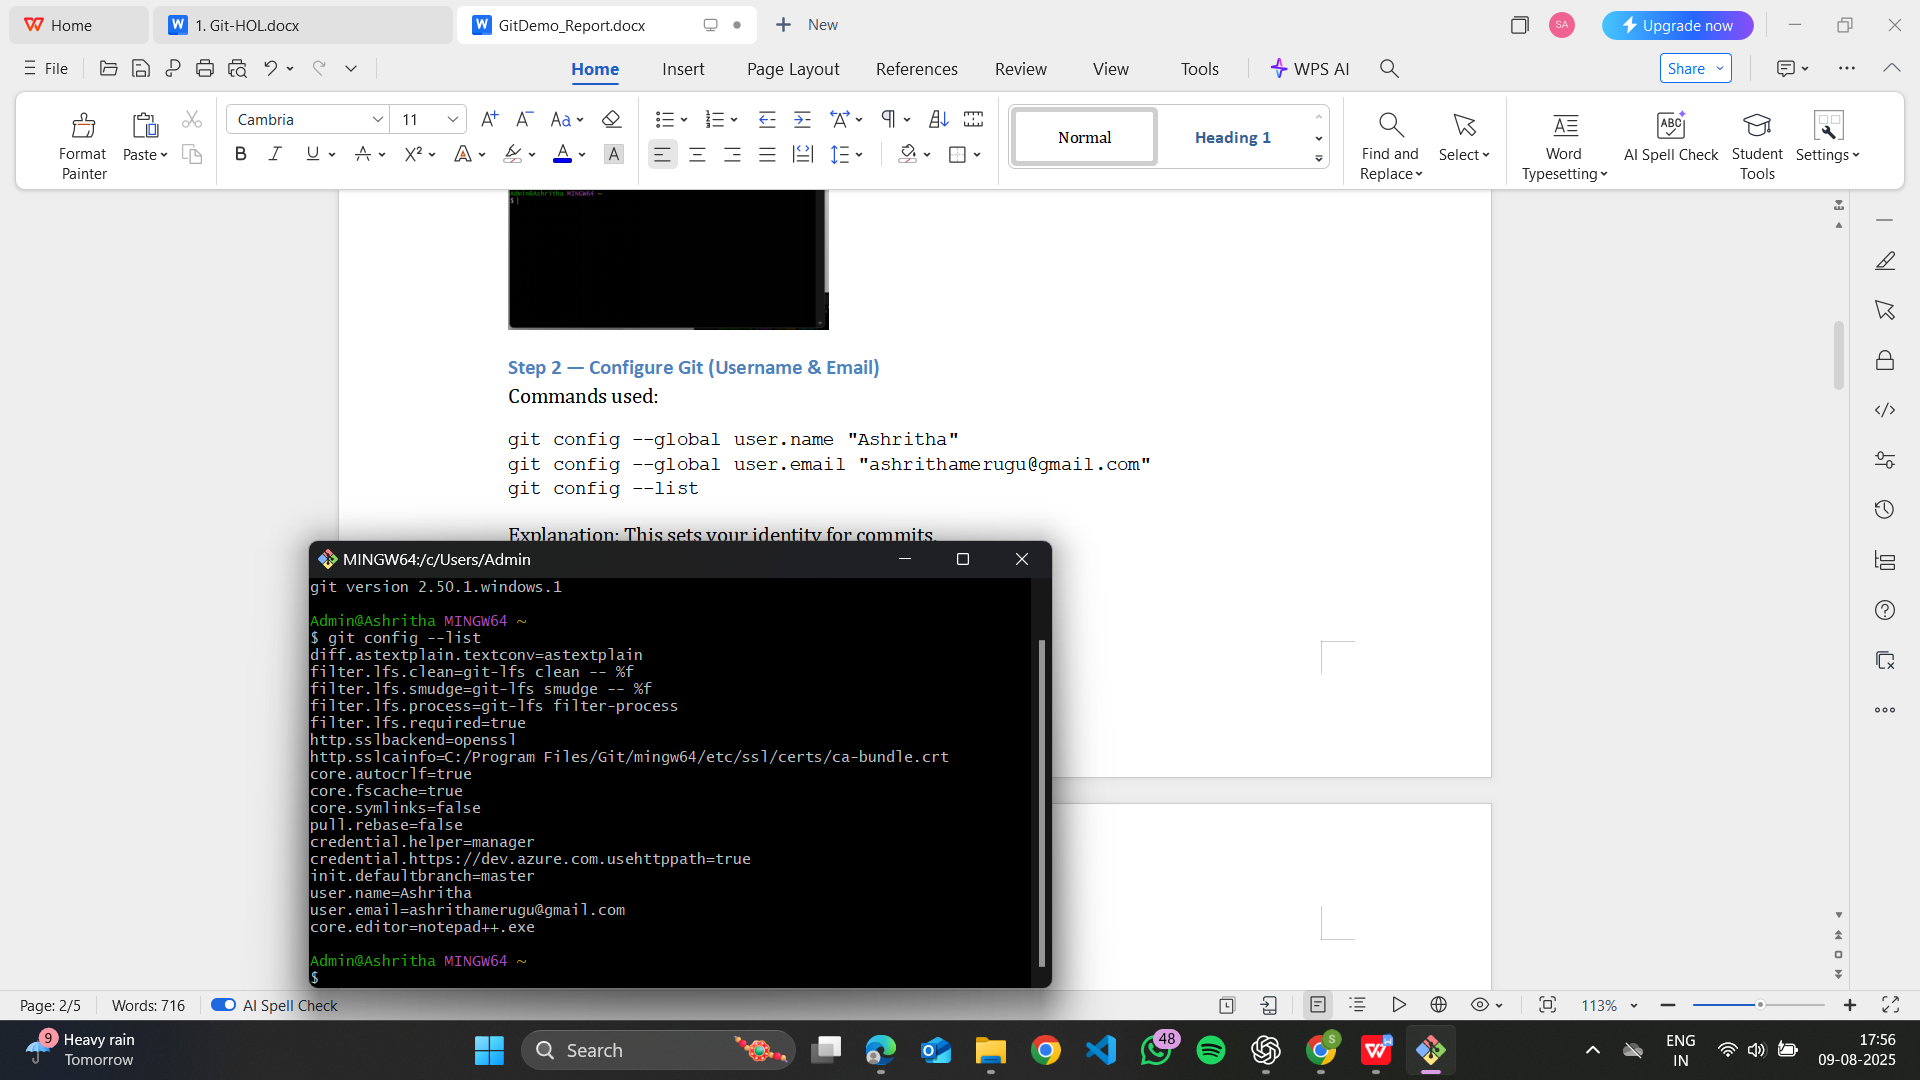 Home
1. Git-HOL.docx
GitDemo_Report.docx
New
SA
Upgrade now
File
Home
Insert
Page Layout
References
Review
View
Tools
WPS AI
Share
Format Painter
Paste
Cambria
11
Normal
Heading 1
Find and Replace
Select
Word Typesetting
AI Spell Check
Student Tools
Settings
Admin@Ashritha MINGW64 ~
$
Step 2 — Configure Git (Username & Email)
Commands used:
git config --global user.name "Ashritha"
git config --global user.email "ashrithamerugu@gmail.com"
git config --list
Explanation: This sets your identity for commits.
MINGW64:/c/Users/Admin
git version 2.50.1.windows.1
Admin@Ashritha MINGW64 ~
$ git config --list
diff.astextplain.textconv=astextplain
filter.lfs.clean=git-lfs clean -- %f
filter.lfs.smudge=git-lfs smudge -- %f
filter.lfs.process=git-lfs filter-process
filter.lfs.required=true
http.sslbackend=openssl
http.sslcainfo=C:/Program Files/Git/mingw64/etc/ssl/certs/ca-bundle.crt
core.autocrlf=true
core.fscache=true
core.symlinks=false
pull.rebase=false
credential.helper=manager
credential.https://dev.azure.com.usehttppath=true
init.defaultbranch=master
user.name=Ashritha
user.email=ashrithamerugu@gmail.com
core.editor=notepad++.exe
Admin@Ashritha MINGW64 ~
$
Page: 2/5
Words: 716
AI Spell Check
113%
9
Heavy rain
Tomorrow
Search
48
S
ENG
IN
17:56
09-08-2025